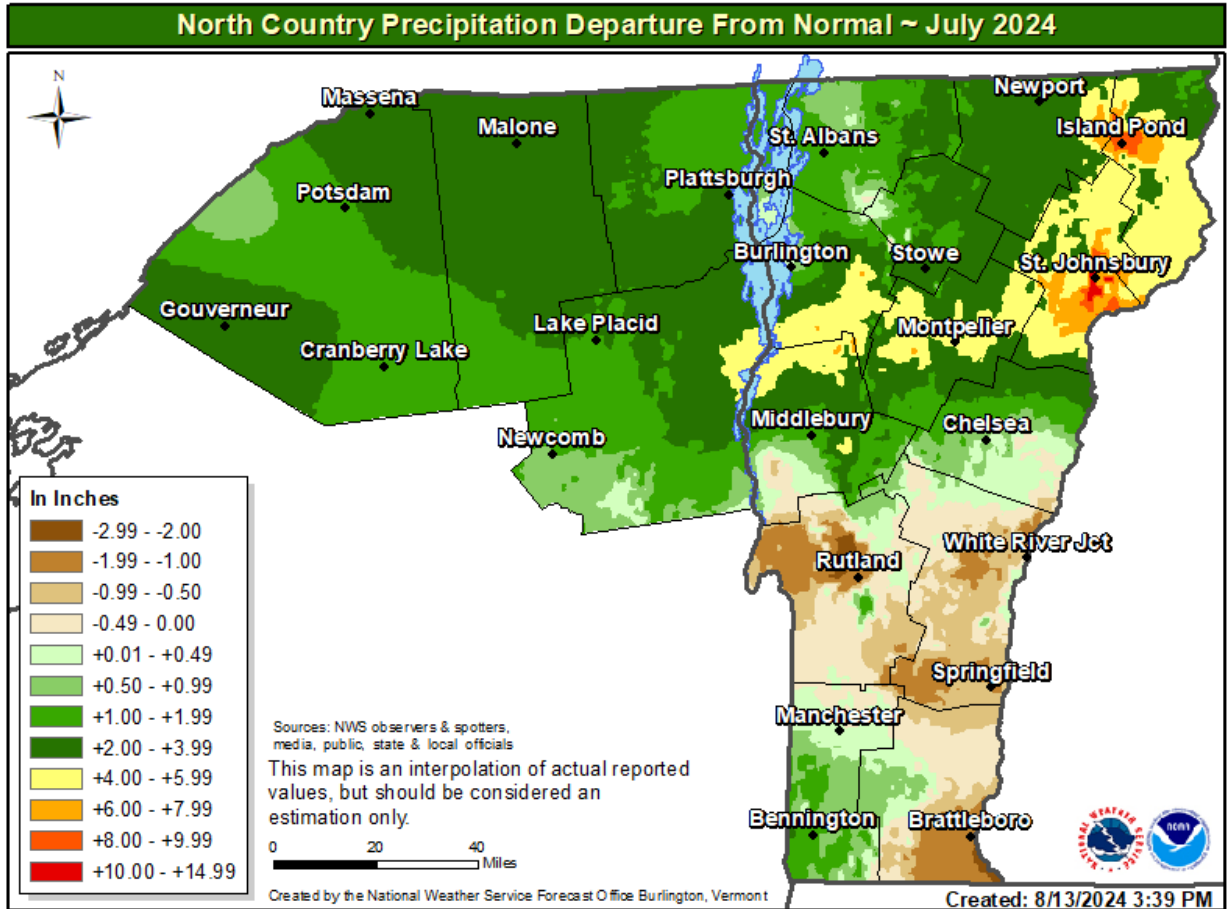 North Country Precipitation Departure From Normal ~ July 2024
N
Massena
Malone
Newport
Island Pond
St. Albans
Potsdam
Plattsburgh
Burlington
Stowe
St. Johnsbury
Gouverneur
Lake Placid
Montpelier
Cranberry Lake
Middlebury
Chelsea
Newcomb
Rutland
White River Jct
Springfield
Manchester
Bennington
Brattleboro
In Inches
-2.99 - -2.00
-1.99 - -1.00
-0.99 - -0.50
-0.49 - 0.00
+0.01 - +0.49
+0.50 - +0.99
+1.00 - +1.99
+2.00 - +3.99
+4.00 - +5.99
+6.00 - +7.99
+8.00 - +9.99
+10.00 - +14.99
Sources: NWS observers & spotters,
media, public, state & local officials
This map is an interpolation of actual reported
values, but should be considered an
estimation only.
0 20 40
Miles
Created by the National Weather Service Forecast Office Burlington, Vermont
NATIONAL WEATHER SERVICE
NOAA
Created: 8/13/2024 3:39 PM